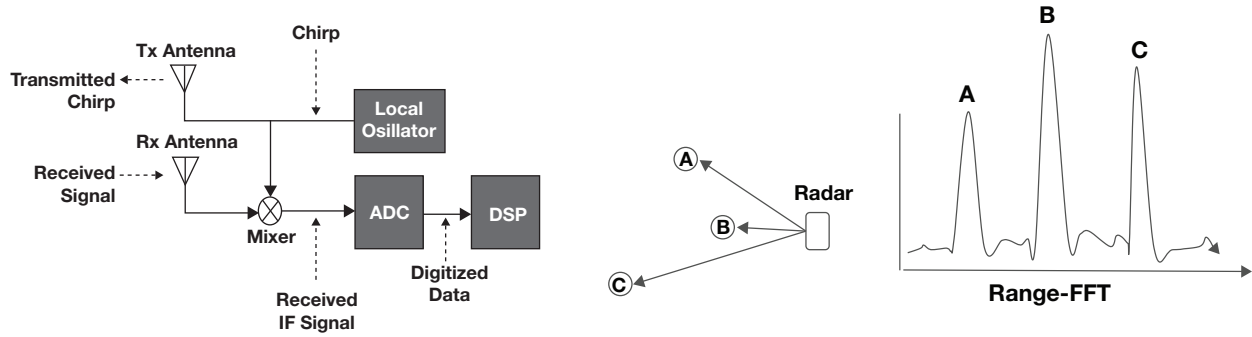 Chirp
Tx Antenna
Transmitted
Chirp
Local
Osillator
Rx Antenna
Received
Signal
ADC
DSP
Mixer
Digitized
Data
Received
IF Signal
A
B
C
Radar
A
B
C
Range-FFT